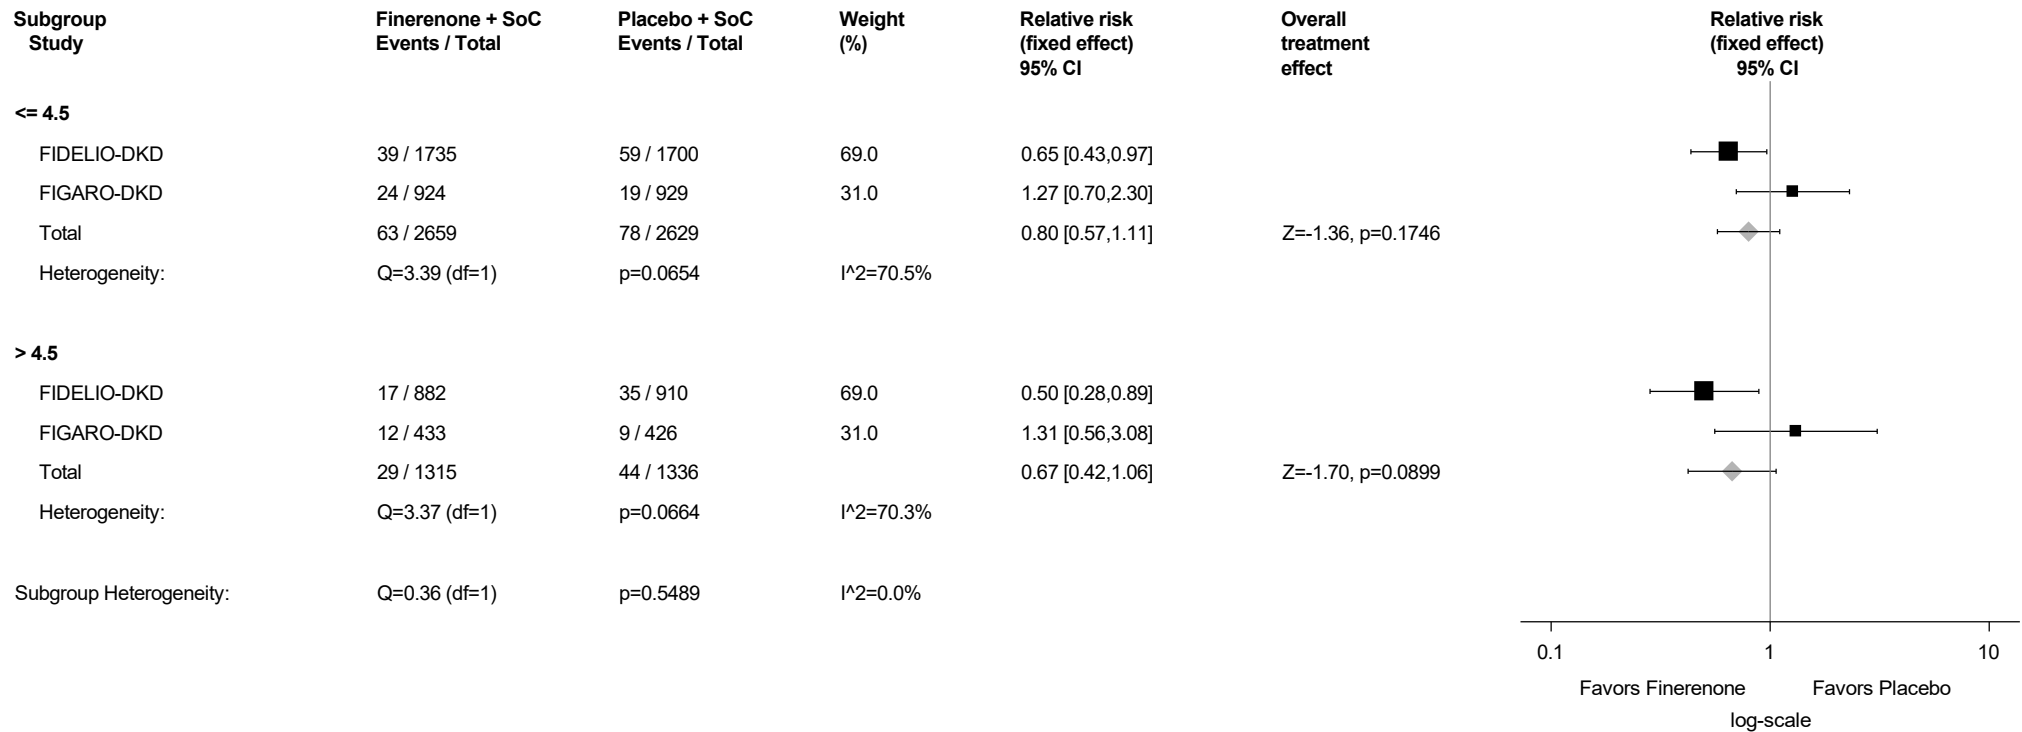 Subgroup Finerenone + SoC Placebo + SoC Weight Relative risk Overall Relative risk
Study Events / Total Events / Total (%) (fixed effect) treatment (fixed effect)
95% CI effect 95% CI
<= 4.5
FIDELIO-DKD 39 / 1735 59 / 1700 69.0 0.65 [0.43,0.97]
FIGARO-DKD 24 / 924 19 / 929 31.0 1.27 [0.70,2.30]
Total 63 / 2659 78 / 2629 0.80 [0.57,1.11] Z=-1.36, p=0.1746
Heterogeneity: Q=3.39 (df=1) p=0.0654 I^2=70.5%
> 4.5
FIDELIO-DKD 17 / 882 35 / 910 69.0 0.50 [0.28,0.89]
FIGARO-DKD 12 / 433 9 / 426 31.0 1.31 [0.56,3.08]
Total 29 / 1315 44 / 1336 0.67 [0.42,1.06] Z=-1.70, p=0.0899
Heterogeneity: Q=3.37 (df=1) p=0.0664 I^2=70.3%
Subgroup Heterogeneity: Q=0.36 (df=1) p=0.5489 I^2=0.0%
0.1 1 10
Favors Finerenone Favors Placebo
log-scale